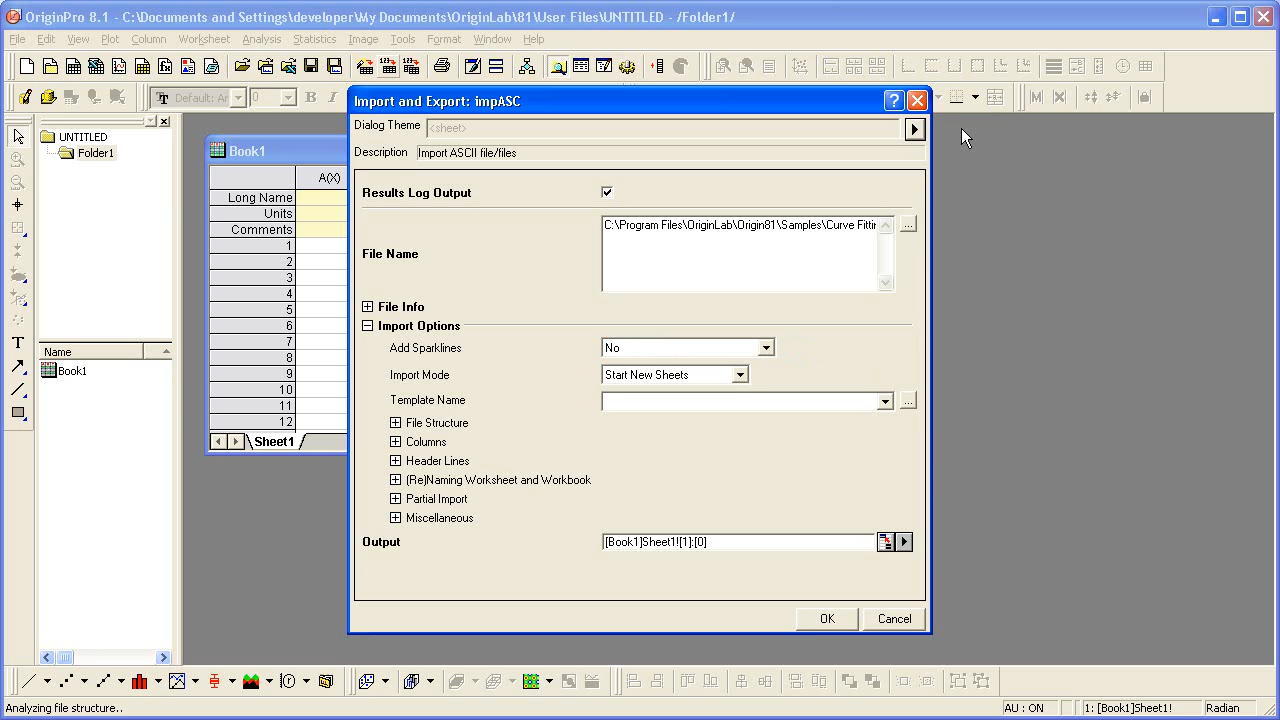 OriginPro 8.1 - C:\Documents and Settings\developer\My Documents\OriginLab\81\User Files\UNTITLED - /Folder1/
File Edit View Plot Column Worksheet Analysis Statistics Image Tools Format Window Help
Default: Ar 0 B I
UNTITLED
Folder1
Name
Book1
Book1
A(X)
Long Name
Units
Comments
1
2
3
4
5
6
7
8
9
10
11
12
Sheet1
Import and Export: impASC
Dialog Theme <sheet>
Description Import ASCII file/files
Results Log Output
File Name C:\Program Files\OriginLab\Origin81\Samples\Curve Fittin
...
File Info
Import Options
Add Sparklines No
Import Mode Start New Sheets
Template Name ...
File Structure
Columns
Header Lines
(Re)Naming Worksheet and Workbook
Partial Import
Miscellaneous
Output [Book1]Sheet1![1]:[0]
OK Cancel
Analyzing file structure.. AU : ON 1: [Book1]Sheet1! Radian